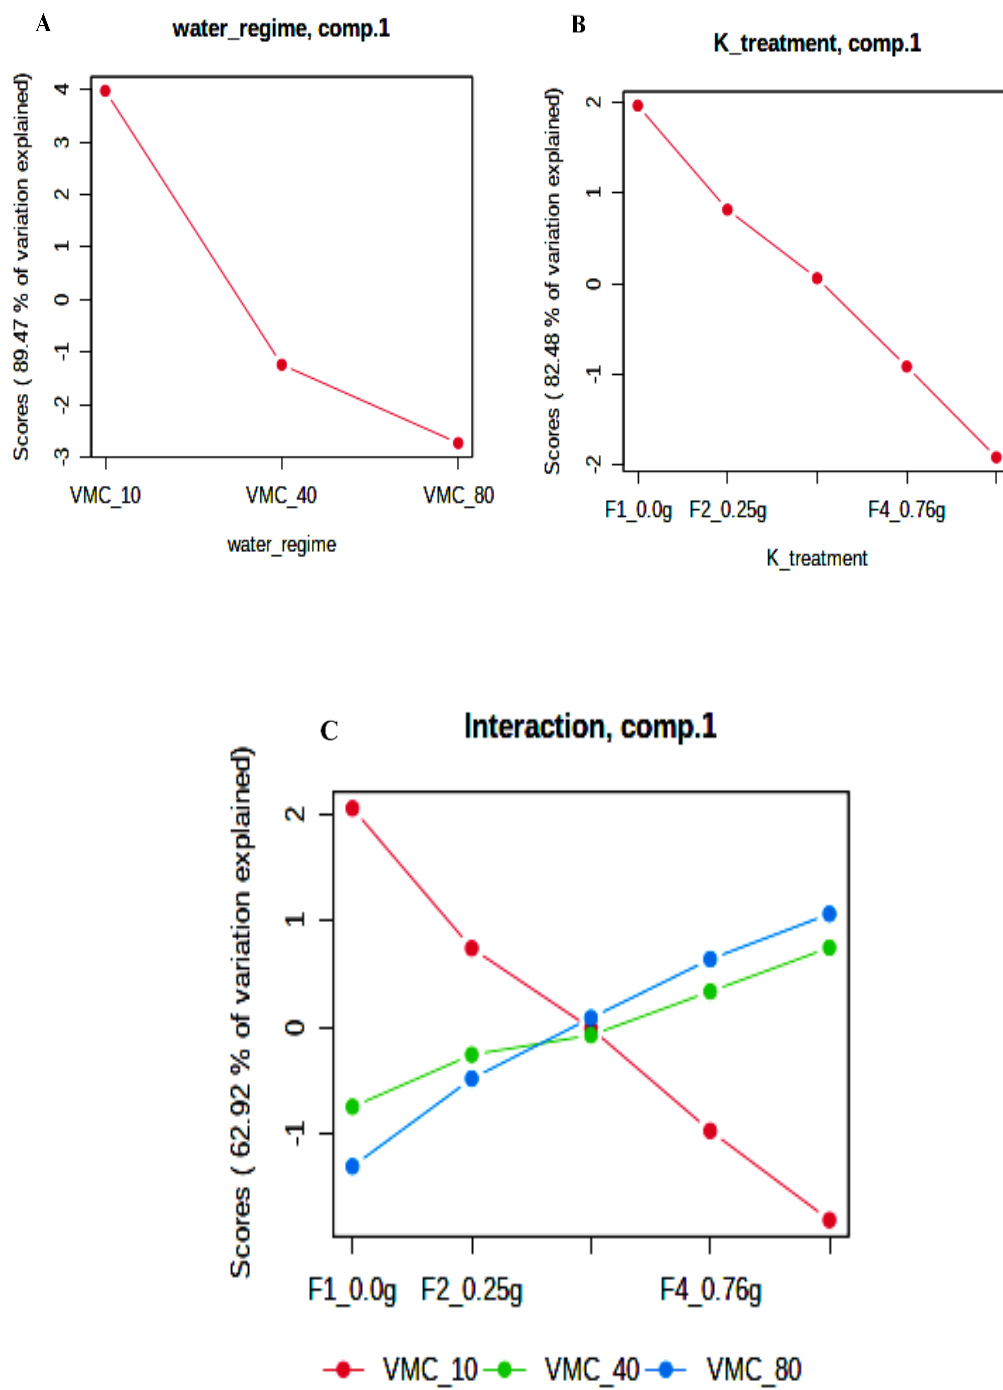 A
water_regime, comp.1
Scores ( 89.47 % of variation explained)
4
3
2
1
0
-1
-2
-3
VMC_10 VMC_40 VMC_80
water_regime
B
K_treatment, comp.1
Scores ( 82.48 % of variation explained)
2
1
0
-1
-2
F1_0.0g F2_0.25g F4_0.76g
K_treatment
C
Interaction, comp.1
Scores ( 62.92 % of variation explained)
2
1
0
-1
F1_0.0g F2_0.25g F4_0.76g
VMC_10 VMC_40 VMC_80